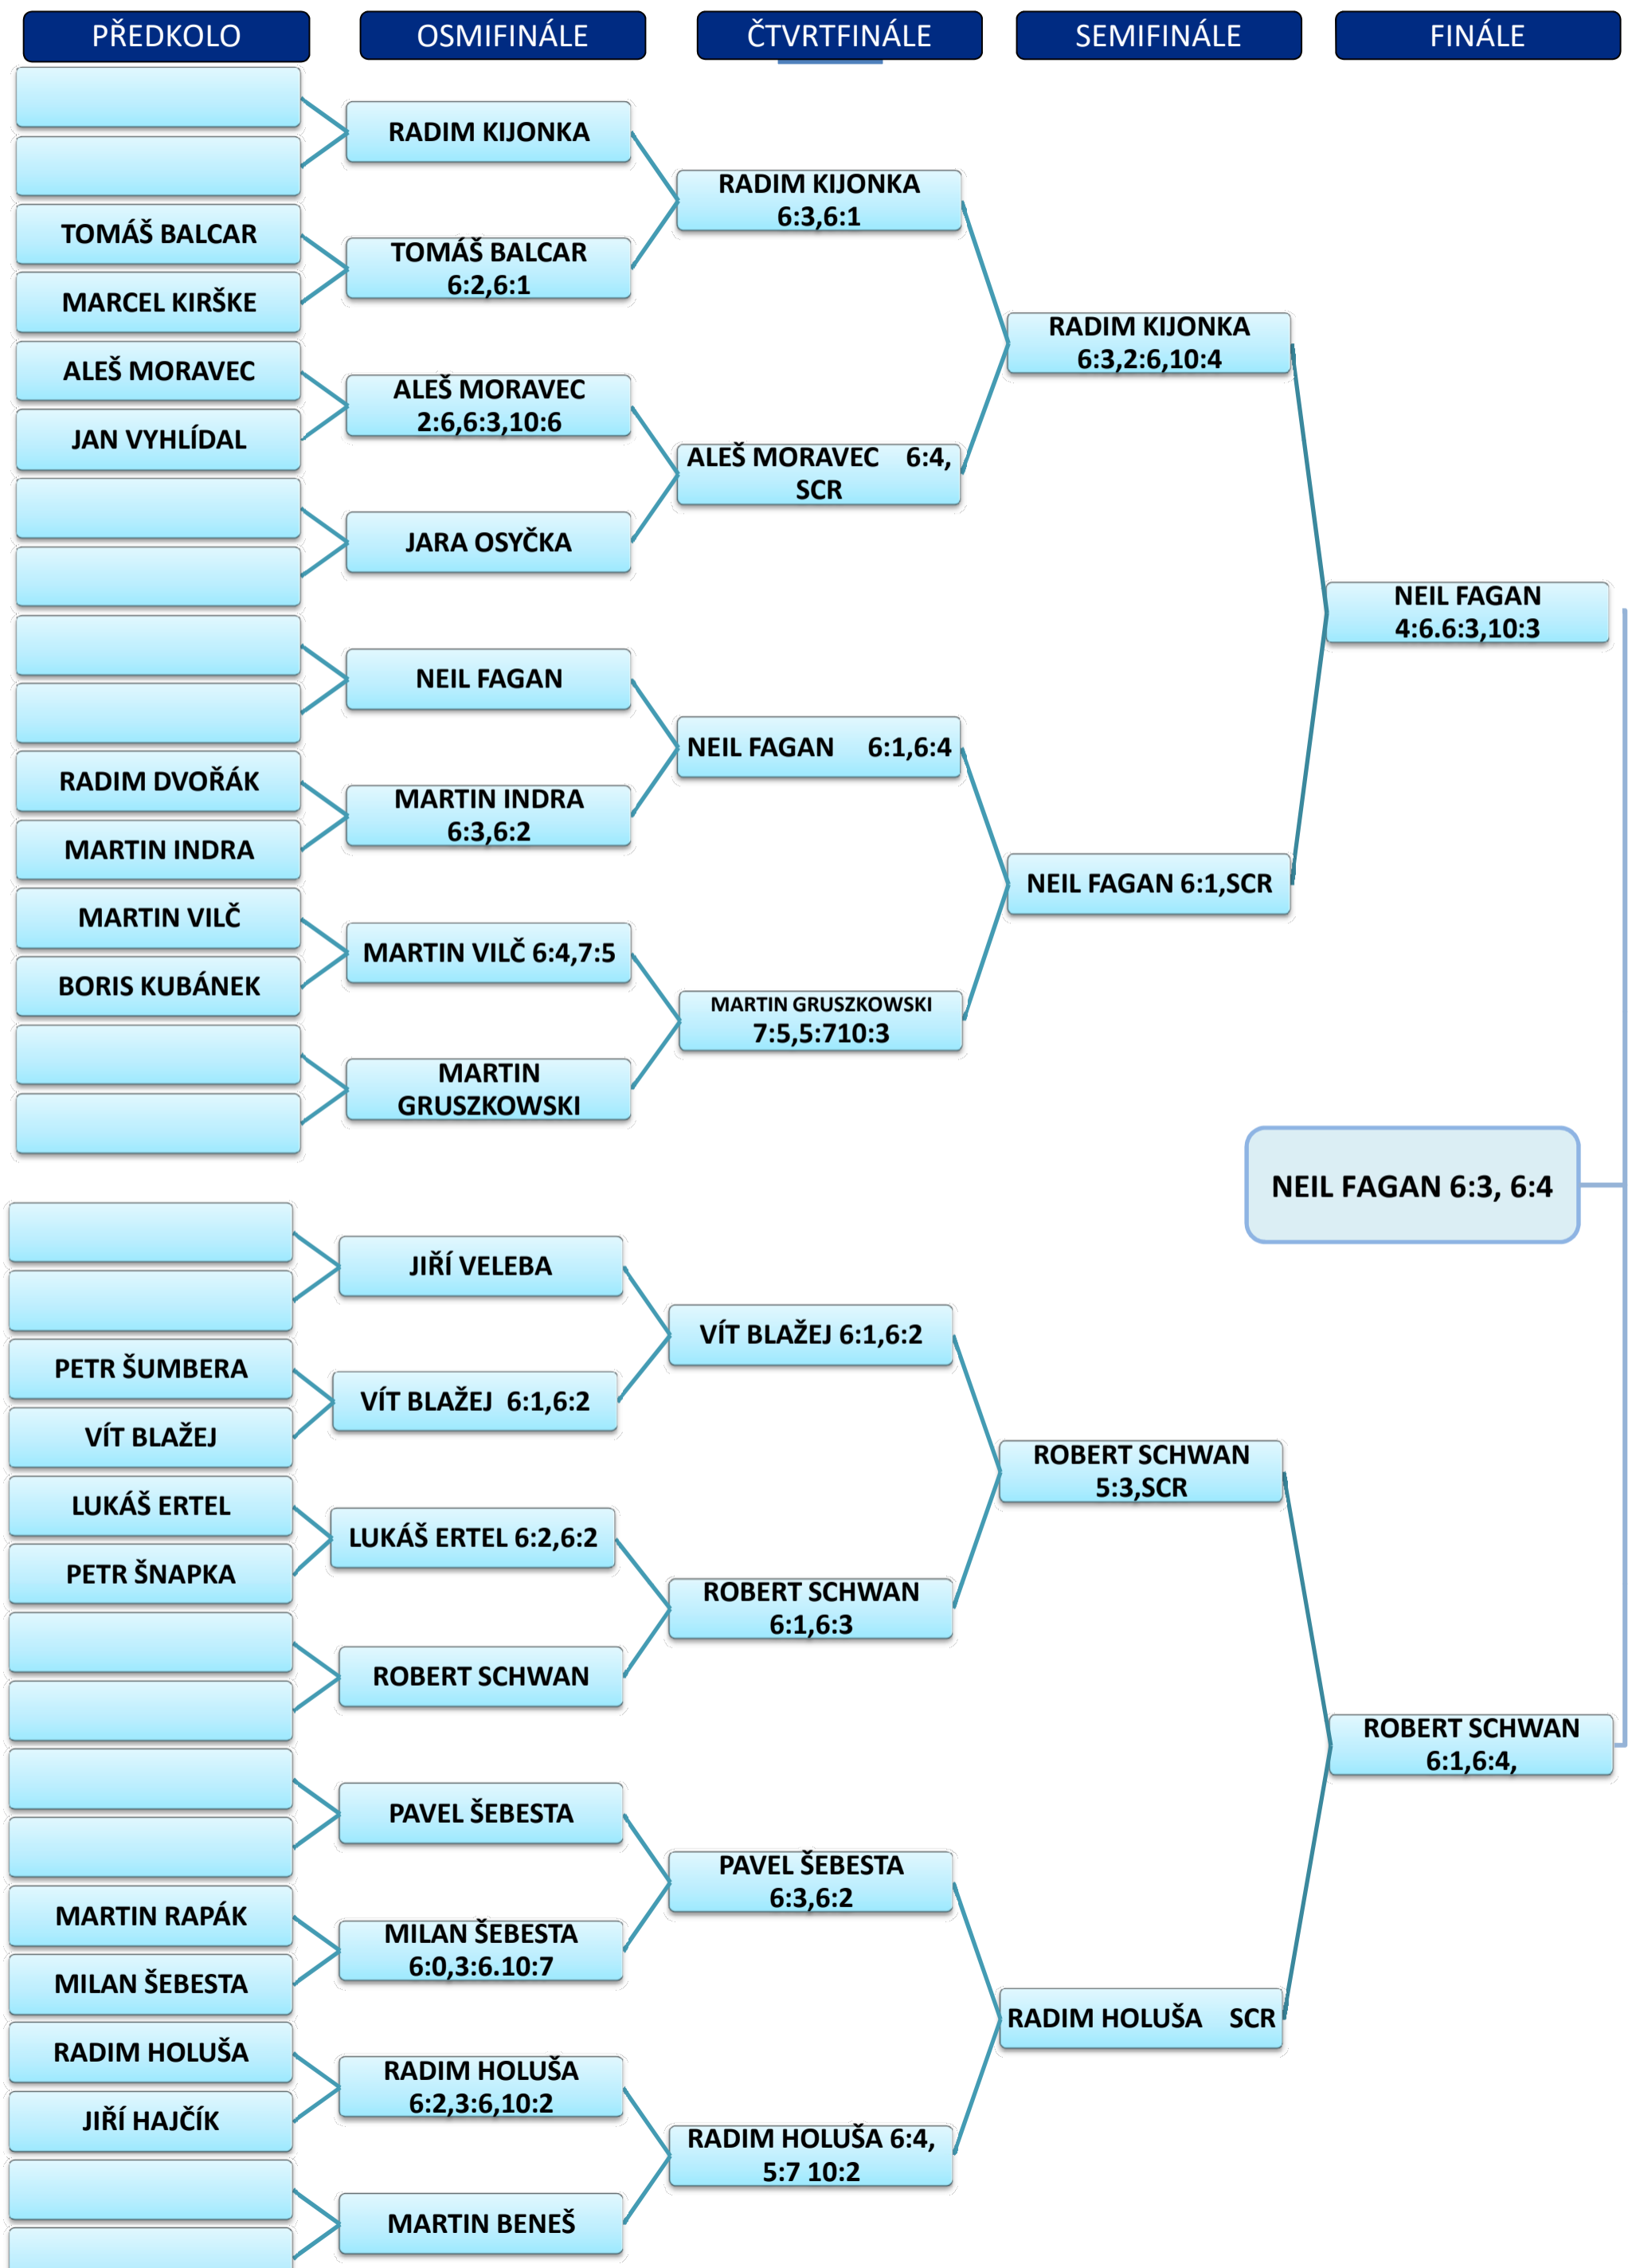 PŘEDKOLO
OSMIFINÁLE
ČTVRTFINÁLE
SEMIFINÁLE
FINÁLE
TOMÁŠ BALCAR
MARCEL KIRŠKE
ALEŠ MORAVEC
JAN VYHLÍDAL
RADIM DVOŘÁK
MARTIN INDRA
MARTIN VILČ
BORIS KUBÁNEK
PETR ŠUMBERA
VÍT BLAŽEJ
LUKÁŠ ERTEL
PETR ŠNAPKA
MARTIN RAPÁK
MILAN ŠEBESTA
RADIM HOLUŠA
JIŘÍ HAJČÍK
RADIM KIJONKA
TOMÁŠ BALCAR
6:2,6:1
ALEŠ MORAVEC
2:6,6:3,10:6
JARA OSYČKA
NEIL FAGAN
MARTIN INDRA
6:3,6:2
MARTIN VILČ 6:4,7:5
MARTIN
GRUSZKOWSKI
JIŘÍ VELEBA
VÍT BLAŽEJ  6:1,6:2
LUKÁŠ ERTEL 6:2,6:2
ROBERT SCHWAN
PAVEL ŠEBESTA
MILAN ŠEBESTA
6:0,3:6.10:7
RADIM HOLUŠA
6:2,3:6,10:2
MARTIN BENEŠ
RADIM KIJONKA
6:3,6:1
ALEŠ MORAVEC    6:4,
SCR
NEIL FAGAN     6:1,6:4
MARTIN GRUSZKOWSKI
7:5,5:710:3
VÍT BLAŽEJ 6:1,6:2
ROBERT SCHWAN
6:1,6:3
PAVEL ŠEBESTA
6:3,6:2
RADIM HOLUŠA 6:4,
5:7 10:2
RADIM KIJONKA
6:3,2:6,10:4
NEIL FAGAN 6:1,SCR
ROBERT SCHWAN
5:3,SCR
RADIM HOLUŠA    SCR
NEIL FAGAN
4:6.6:3,10:3
NEIL FAGAN 6:3, 6:4
ROBERT SCHWAN
6:1,6:4,